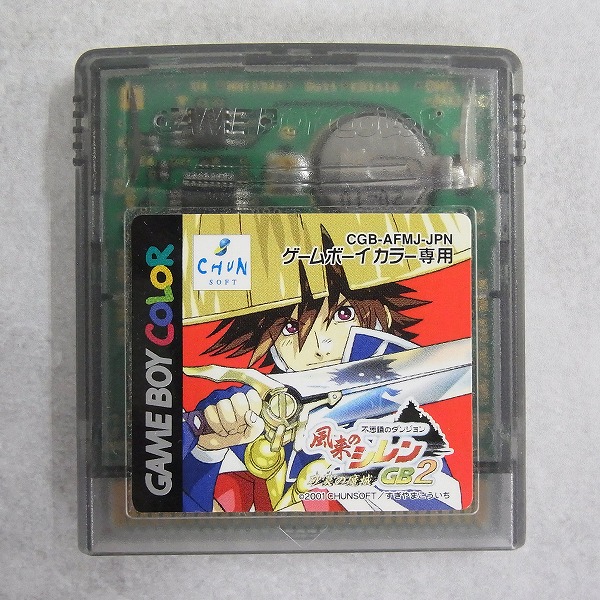 GAME BOY COLOR
CHUN
SOFT
CGB-AFMJ-JPN
ゲームボーイカラー専用
GAME BOY COLOR
不思議のダンジョン
風来の
シレン
GB2
砂漠の魔城
©2001 CHUNSOFT/すぎやまこういち